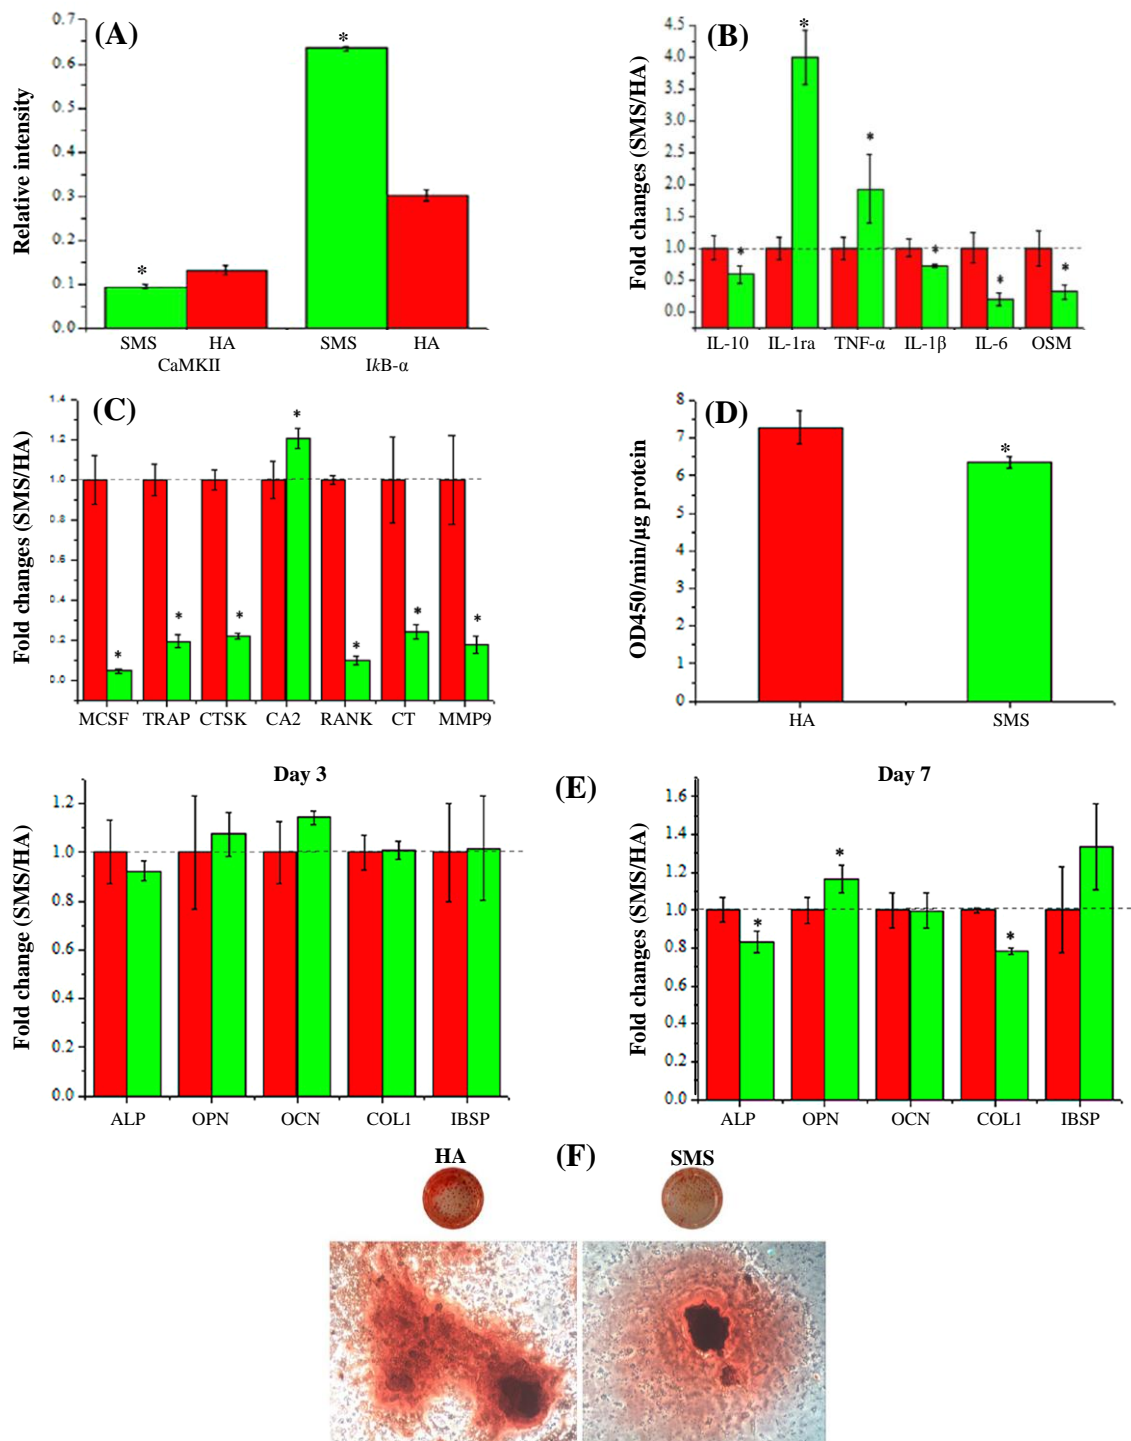 (A)
Relative intensity
0.7
0.6
0.5
0.4
0.3
0.2
0.1
0.0
*
*
SMS HA SMS HA
CaMKII IkB-α
(B)
Fold changes (SMS/HA)
4.5
4.0
3.5
3.0
2.5
2.0
1.5
1.0
0.5
0.0
* * * * * *
IL-10 IL-1ra TNF-α IL-1β IL-6 OSM
(C)
Fold changes (SMS/HA)
1.4
1.2
1.0
0.8
0.6
0.4
0.2
0.0
* * * * * * *
MCSF TRAP CTSK CA2 RANK CT MMP9
(D)
OD450/min/µg protein
8
7
6
5
4
3
2
1
0
*
HA SMS
(E)
Day 3
Fold change (SMS/HA)
1.2
1.0
0.8
0.6
0.4
0.2
0.0
ALP OPN OCN COL1 IBSP
Day 7
Fold changes (SMS/HA)
1.6
1.4
1.2
1.0
0.8
0.6
0.4
0.2
0.0
* * *
ALP OPN OCN COL1 IBSP
HA (F) SMS